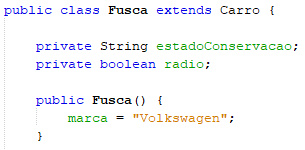 public class Fusca extends Carro {
private String estadoConservacao;
private boolean radio;
public Fusca() {
marca = "Volkswagen";
}